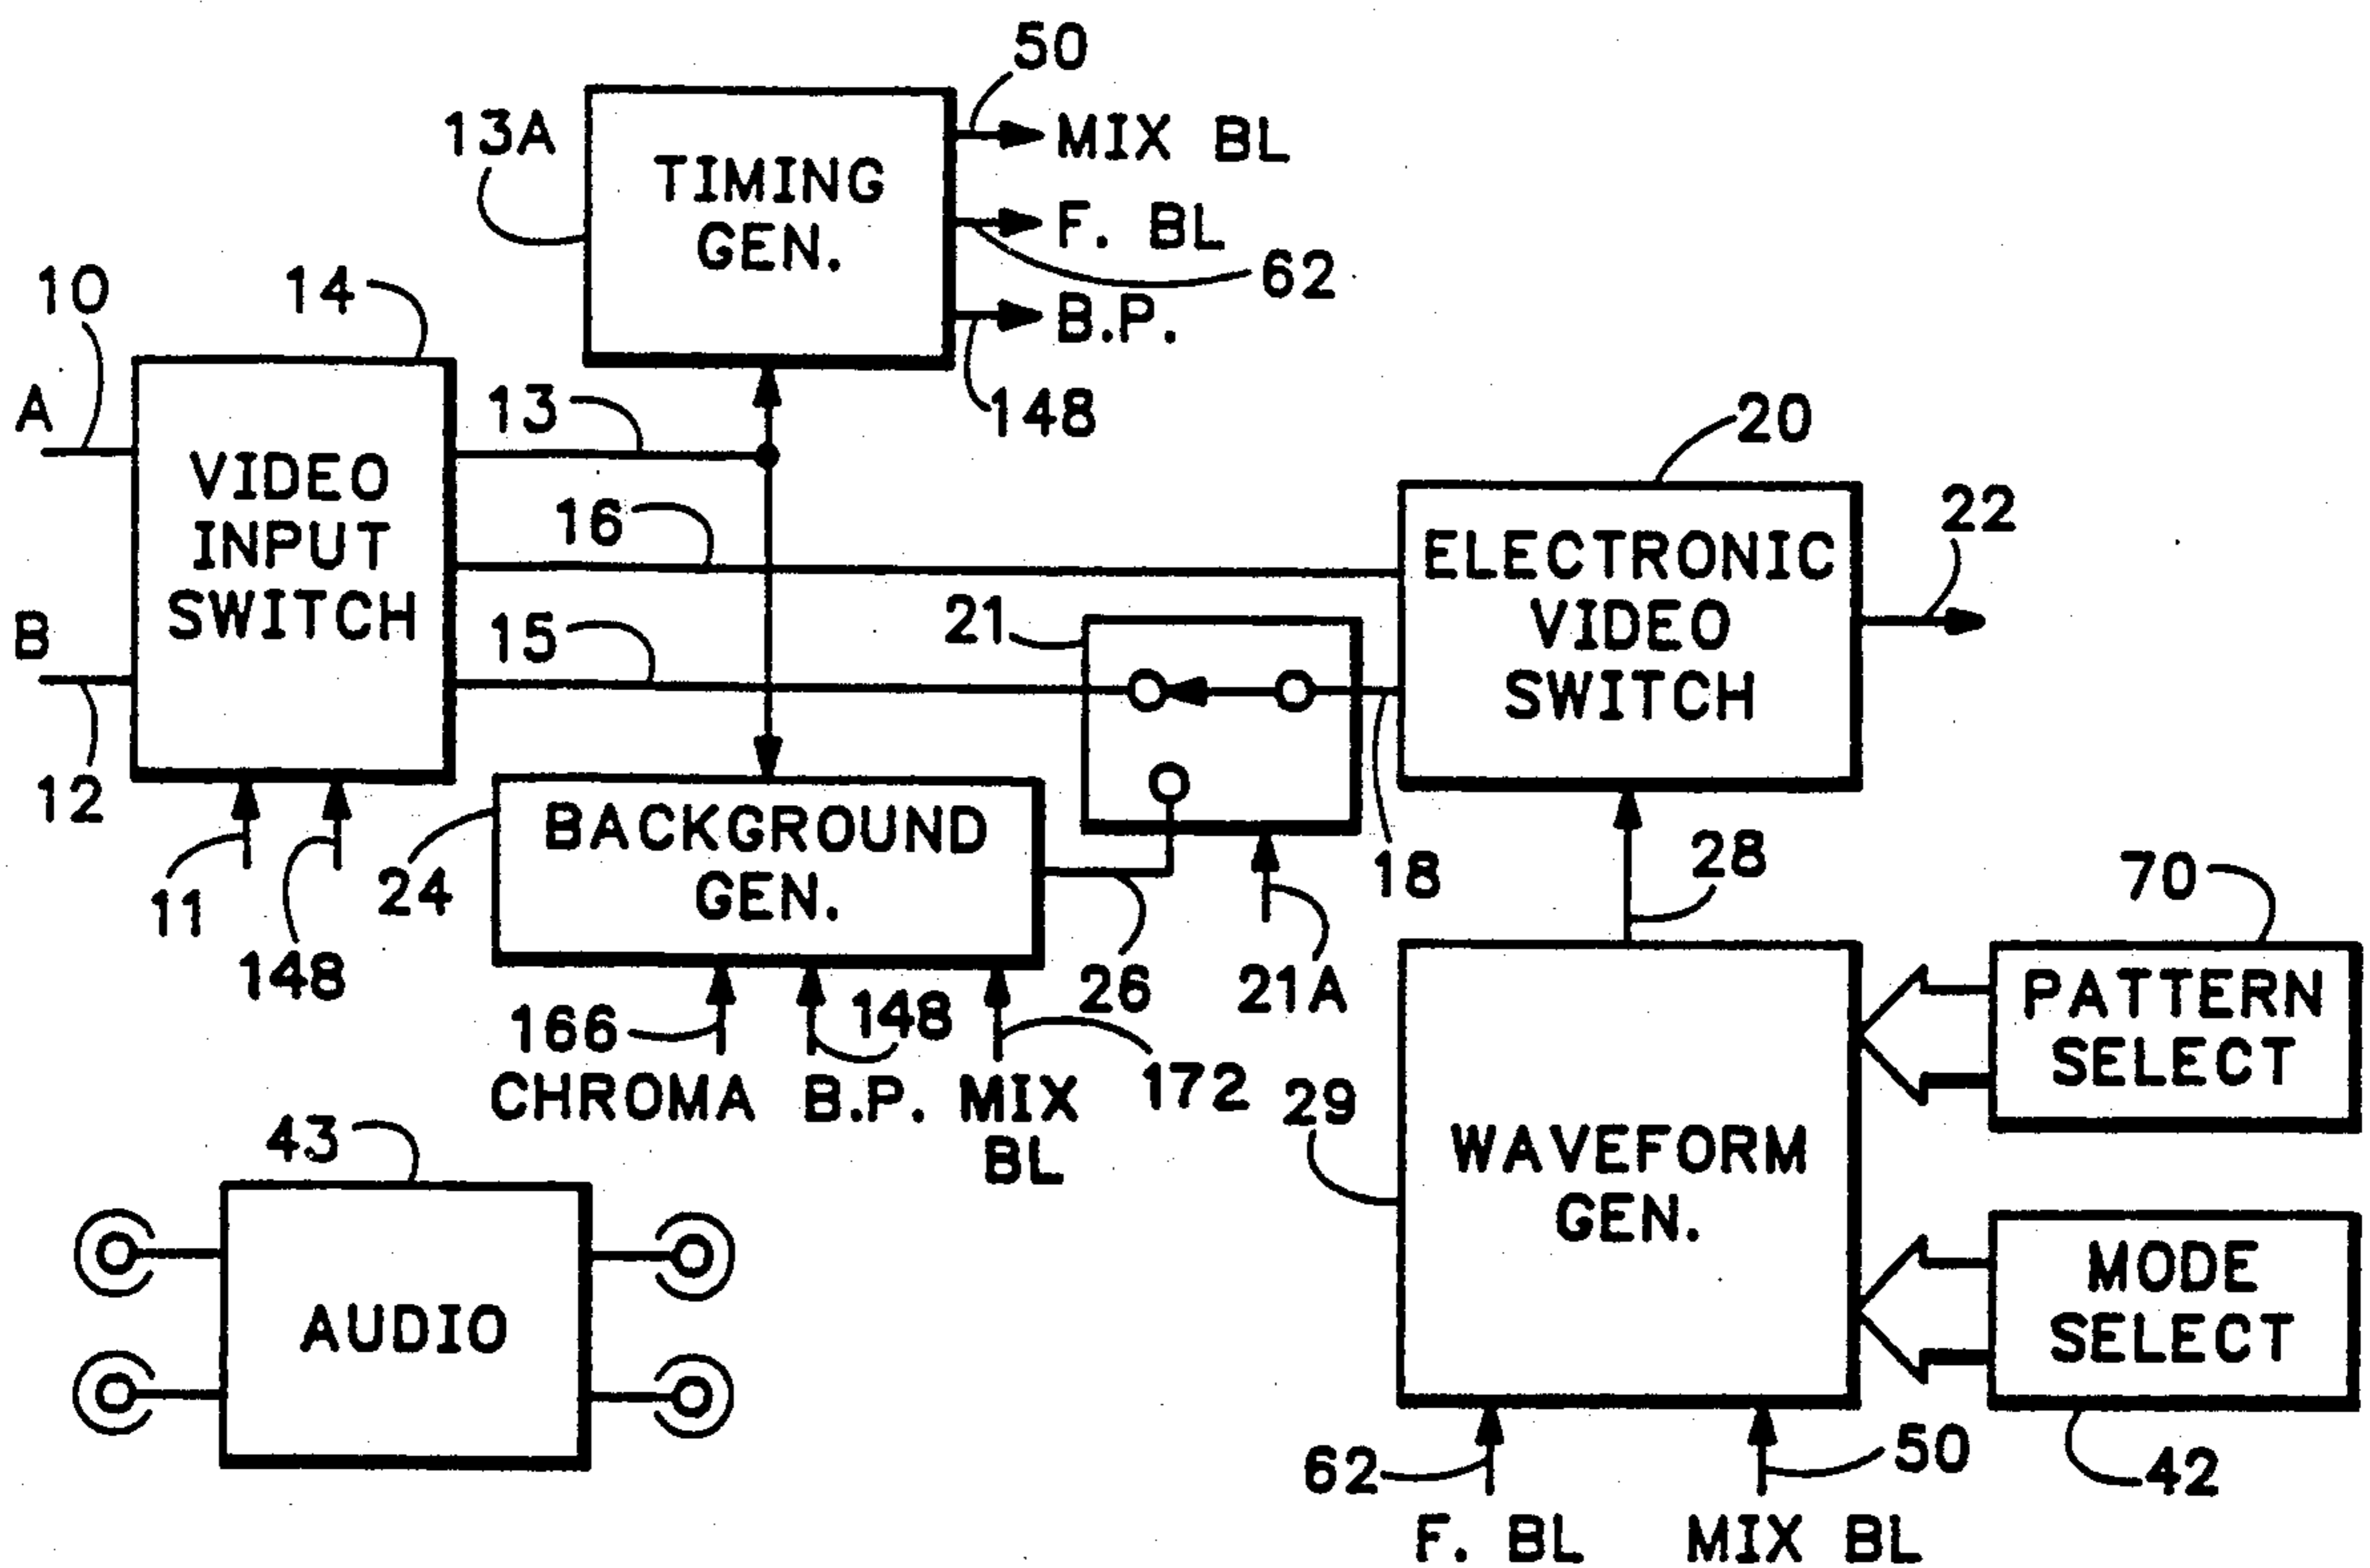 50
13A
TIMING
GEN.
MIX BL
F. BL
62
B.P.
148
10
14
A
13
VIDEO
INPUT
SWITCH
16
20
22
ELECTRONIC
VIDEO
SWITCH
B
15
21
12
11
148
24
BACKGROUND
GEN.
18
28
26
21A
70
PATTERN
SELECT
166
148
172
CHROMA
B.P.
MIX
BL
29
WAVEFORM
GEN.
43
AUDIO
MODE
SELECT
62
50
42
F. BL
MIX BL